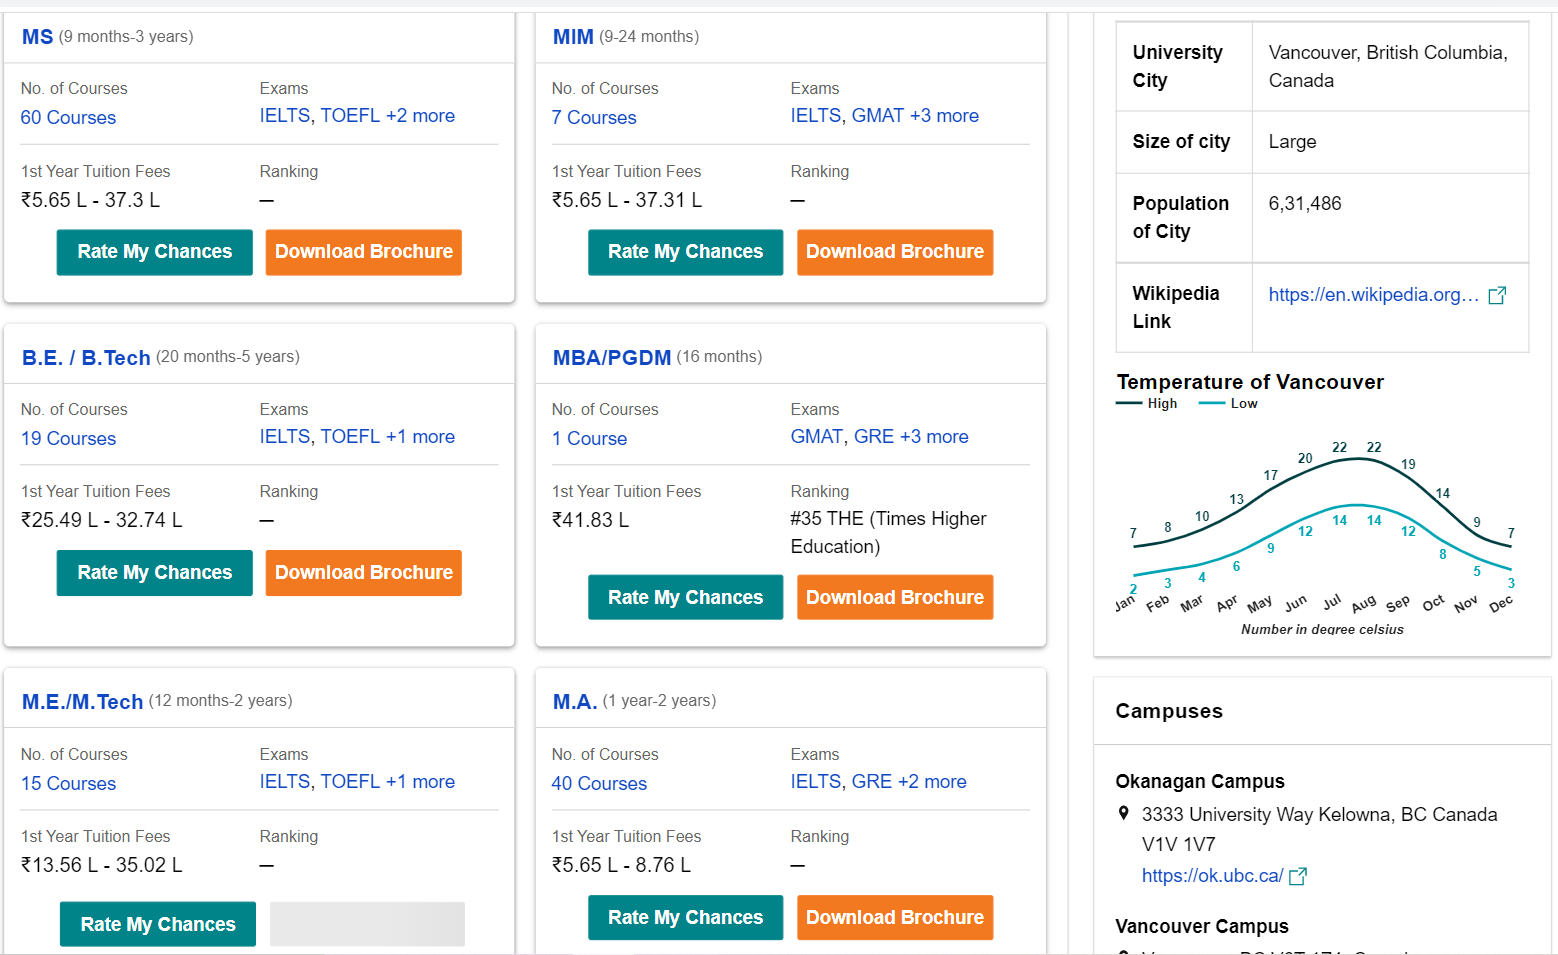 MS (9 months-3 years)
No. of Courses
60 Courses
Exams
IELTS, TOEFL +2 more
1st Year Tuition Fees
₹5.65 L - 37.3 L
Ranking
–
Rate My Chances
Download Brochure
MIM (9-24 months)
No. of Courses
7 Courses
Exams
IELTS, GMAT +3 more
1st Year Tuition Fees
₹5.65 L - 37.31 L
Ranking
–
Rate My Chances
Download Brochure
B.E. / B.Tech (20 months-5 years)
No. of Courses
19 Courses
Exams
IELTS, TOEFL +1 more
1st Year Tuition Fees
₹25.49 L - 32.74 L
Ranking
–
Rate My Chances
Download Brochure
MBA/PGDM (16 months)
No. of Courses
1 Course
Exams
GMAT, GRE +3 more
1st Year Tuition Fees
₹41.83 L
Ranking
#35 THE (Times Higher
Education)
Rate My Chances
Download Brochure
M.E./M.Tech (12 months-2 years)
No. of Courses
15 Courses
Exams
IELTS, TOEFL +1 more
1st Year Tuition Fees
₹13.56 L - 35.02 L
Ranking
–
Rate My Chances
M.A. (1 year-2 years)
No. of Courses
40 Courses
Exams
IELTS, GRE +2 more
1st Year Tuition Fees
₹5.65 L - 8.76 L
Ranking
–
Rate My Chances
Download Brochure
University
City
Vancouver, British Columbia,
Canada
Size of city
Large
Population
of City
6,31,486
Wikipedia
Link
https://en.wikipedia.org...
Temperature of Vancouver
High Low
7 8 10 13 17 20 22 22 19 14 9 7
2 3 4 6 9 12 14 14 12 8 5 3
Jan Feb Mar Apr May Jun Jul Aug Sep Oct Nov Dec
Number in degree celsius
Campuses
Okanagan Campus
3333 University Way Kelowna, BC Canada
V1V 1V7
https://ok.ubc.ca/
Vancouver Campus